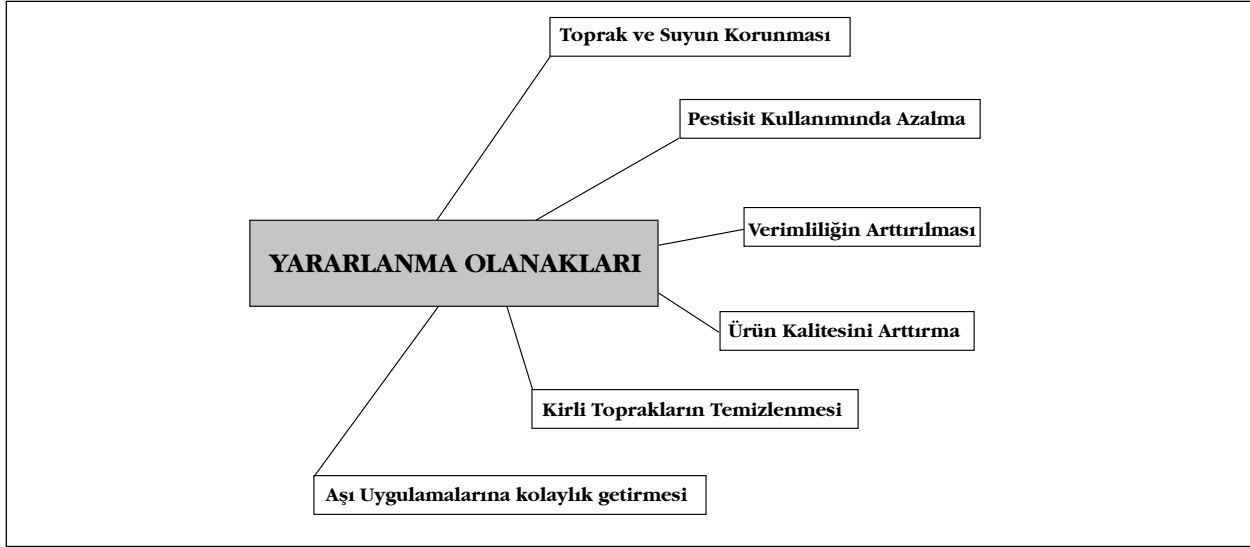 Toprak ve Suyun Korunması
Pestisit Kullanımında Azalma
Verimliliğin Arttırılması
YARARLANMA OLANAKLARI
Ürün Kalitesini Arttırma
Kirli Toprakların Temizlenmesi
Aşı Uygulamalarına kolaylık getirmesi